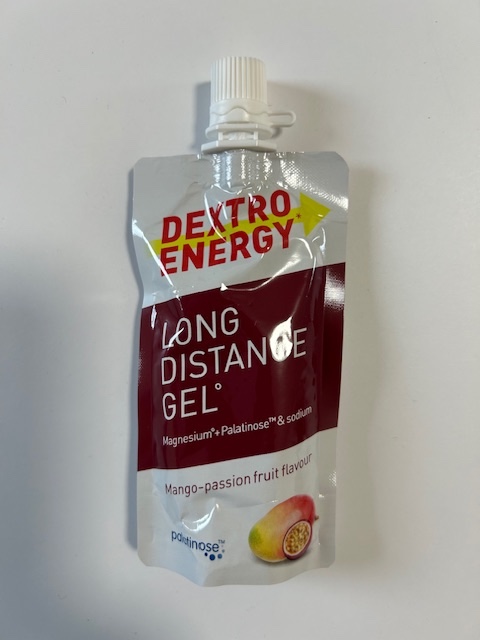 DEXTRO
ENERGY
LONG
DISTANCE
GEL°
Magnesium°+Palatinose™ & sodium
Mango-passion fruit flavour
palatinose™